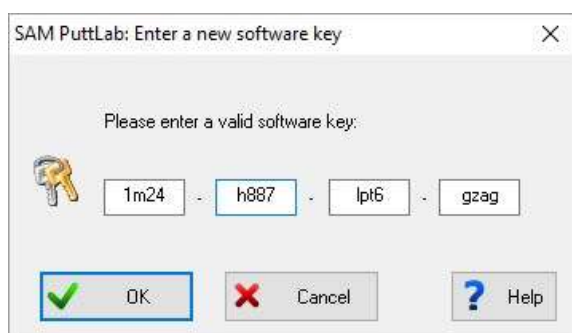 SAM PuttLab: Enter a new software key
Please enter a valid software key:
1m24 - h887 - lpt6 - gzag
OK Cancel Help